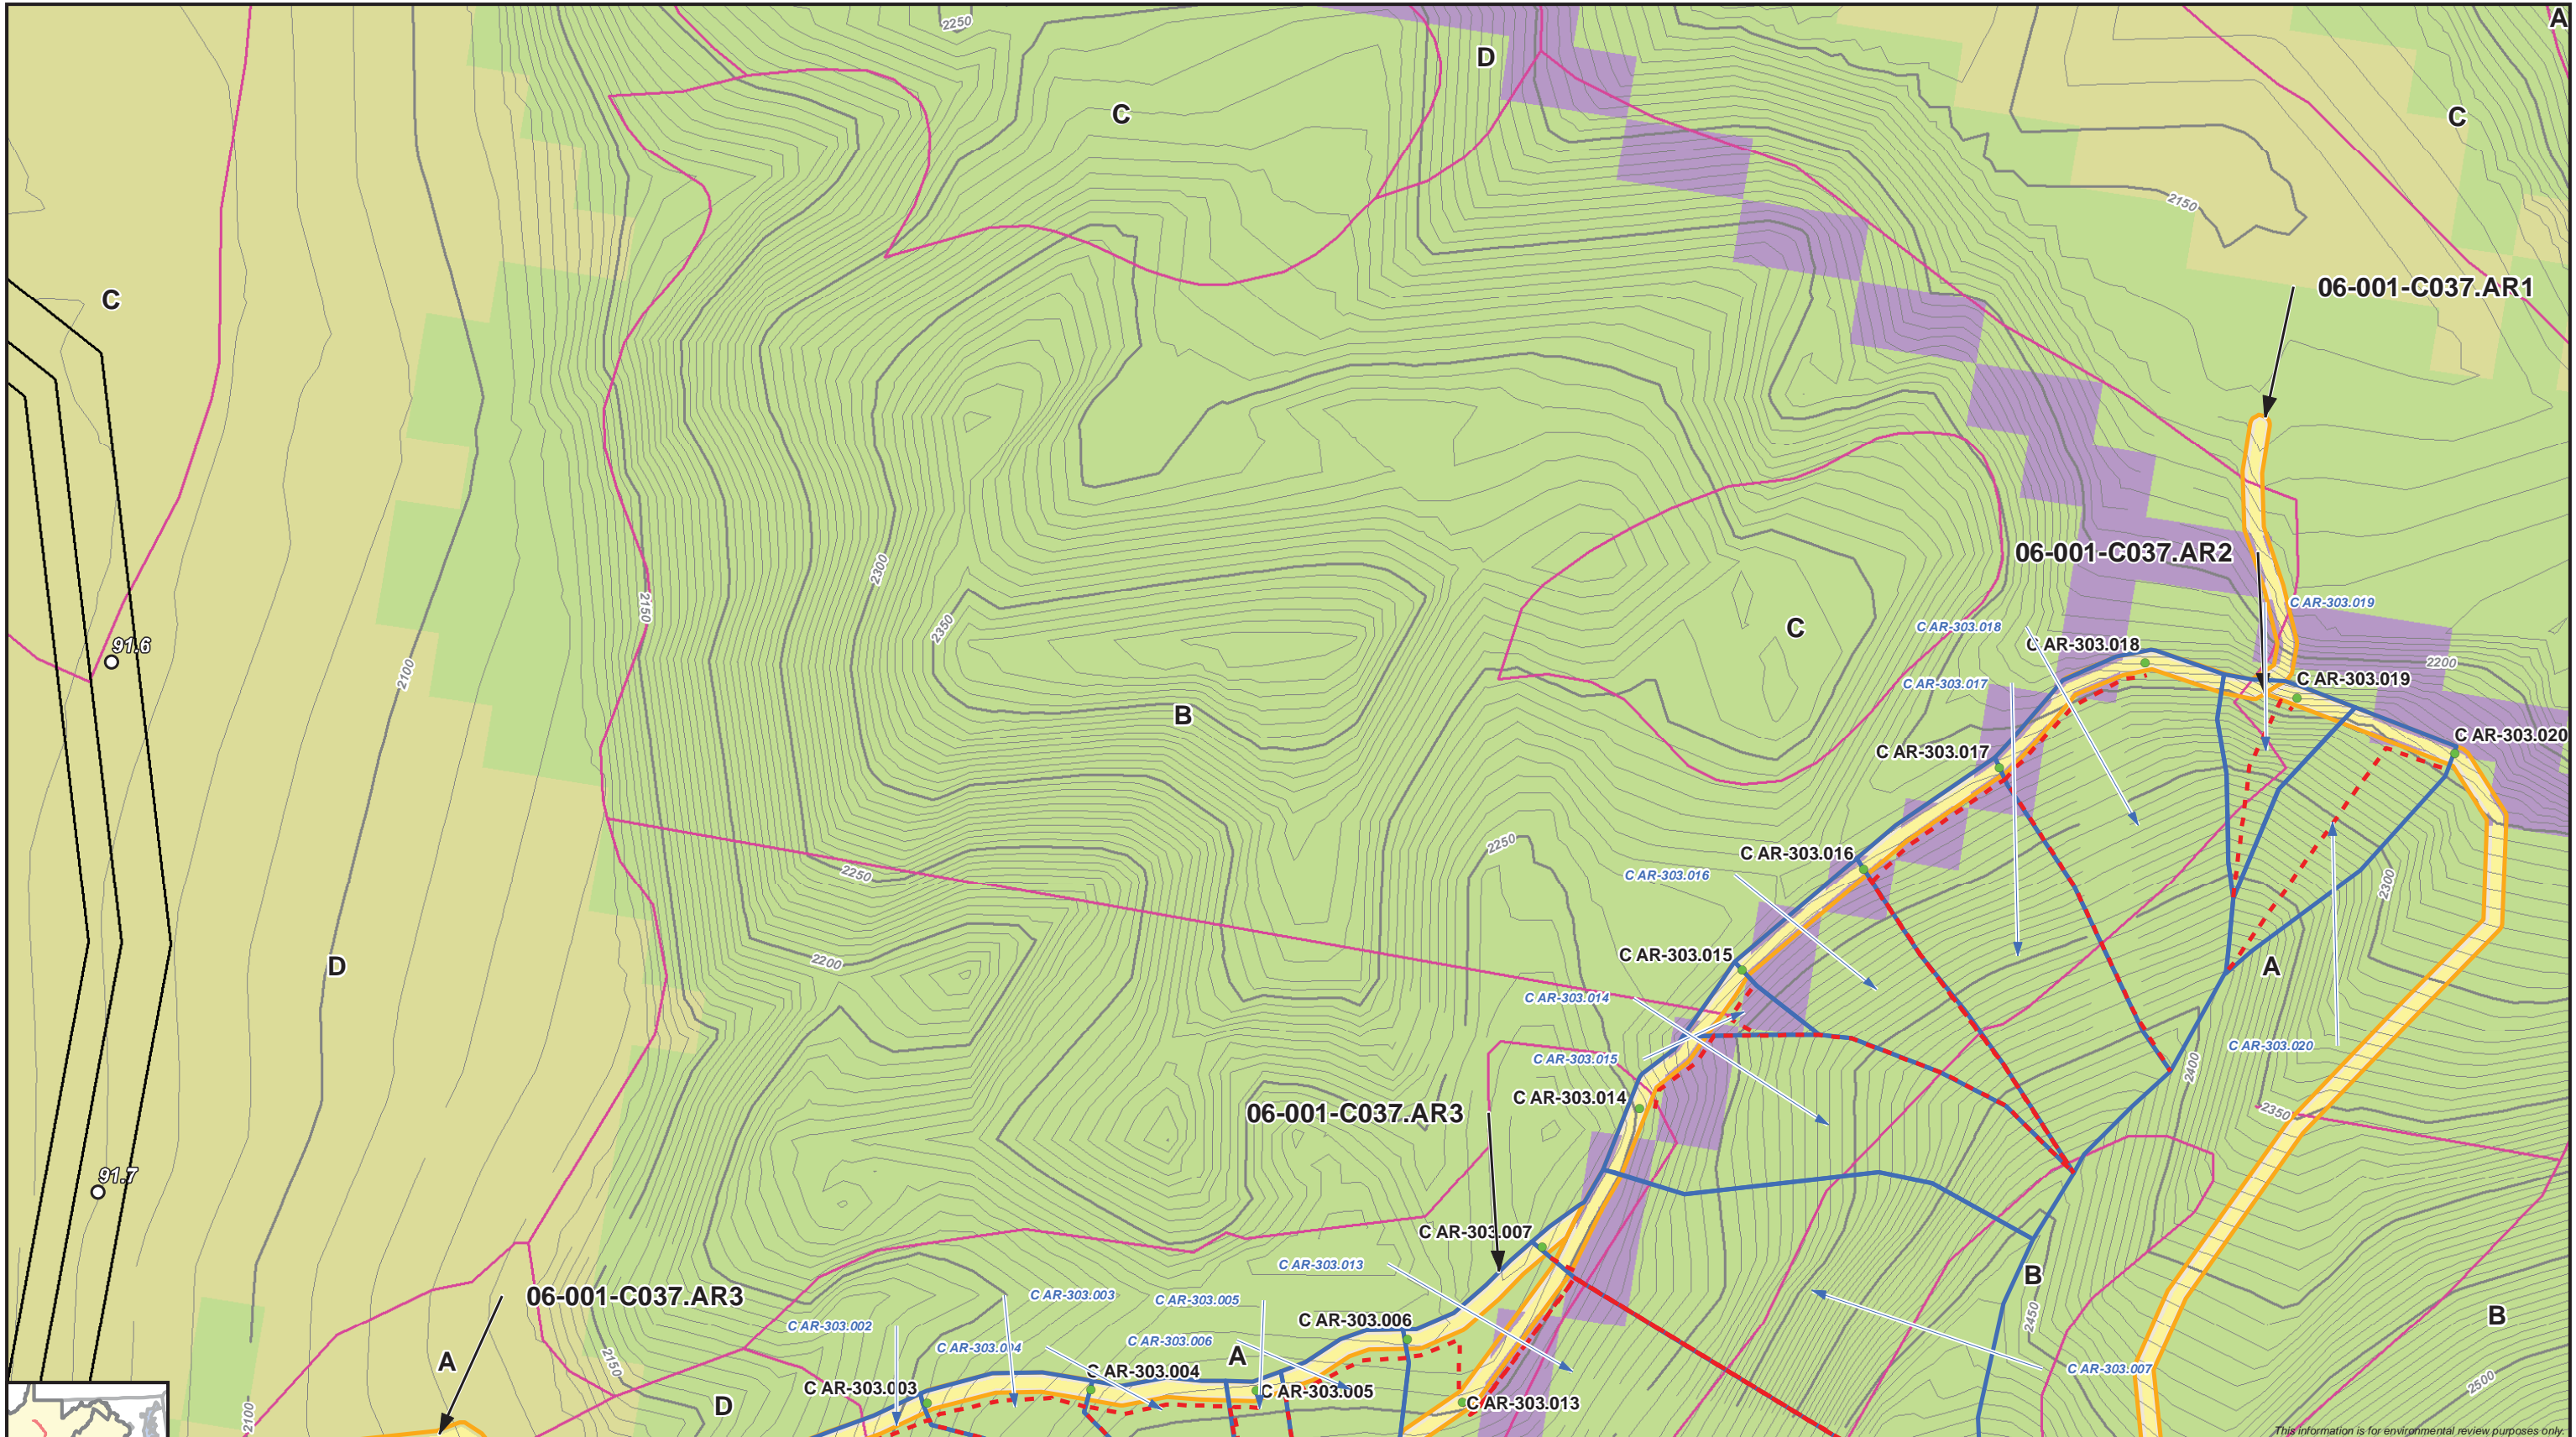 2250
D
A
C
C
2150
C
06-001-C037.AR1
2300
06-001-C037.AR2
2150
C AR-303.019
2350
C AR-303.018
C
C AR-303.018
91.6
2100
2200
C AR-303.019
C AR-303.017
B
C AR-303.020
C AR-303.017
2250
C AR-303.016
2250
C AR-303.016
2300
C AR-303.015
2200
D
A
C AR-303.014
C AR-303.020
C AR-303.015
2400
C AR-303.014
06-001-C037.AR3
2350
91.7
C AR-303.007
C AR-303.013
B
06-001-C037.AR3
C AR-303.003
C AR-303.005
2450
B
C AR-303.006
C AR-303.002
C AR-303.006
C AR-303.004
A
2150
A
C AR-303.004
C AR-303.007
C AR-303.003
C AR-303.005
2500
D
C AR-303.013
2100
This information is for environmental review purposes only.